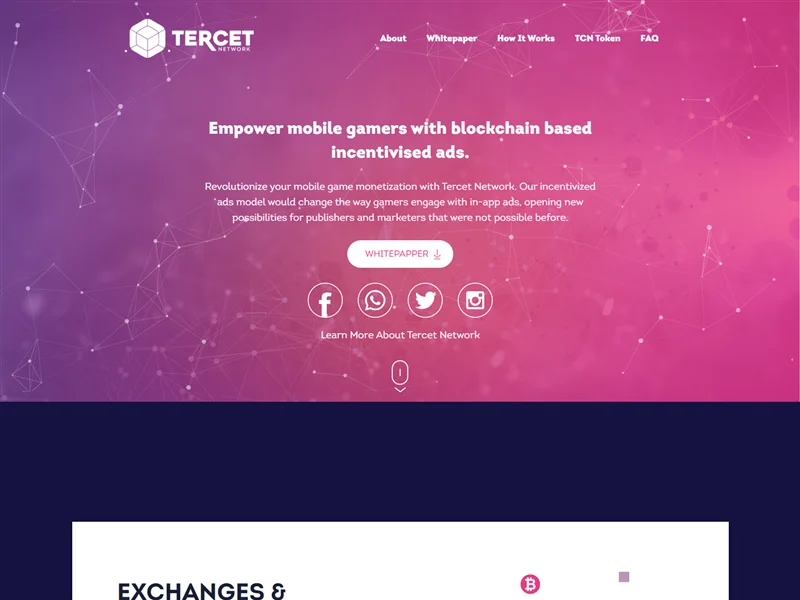 TERCET
NETWORK
About
Whitepaper
How It Works
TCN Token
FAQ
Empower mobile gamers with blockchain based
incentivised ads.
Revolutionize your mobile game monetization with Tercet Network. Our incentivized
ads model would change the way gamers engage with in-app ads, opening new
possibilities for publishers and marketers that were not possible before.
WHITEPAPPER
Learn More About Tercet Network
EXCHANGES &